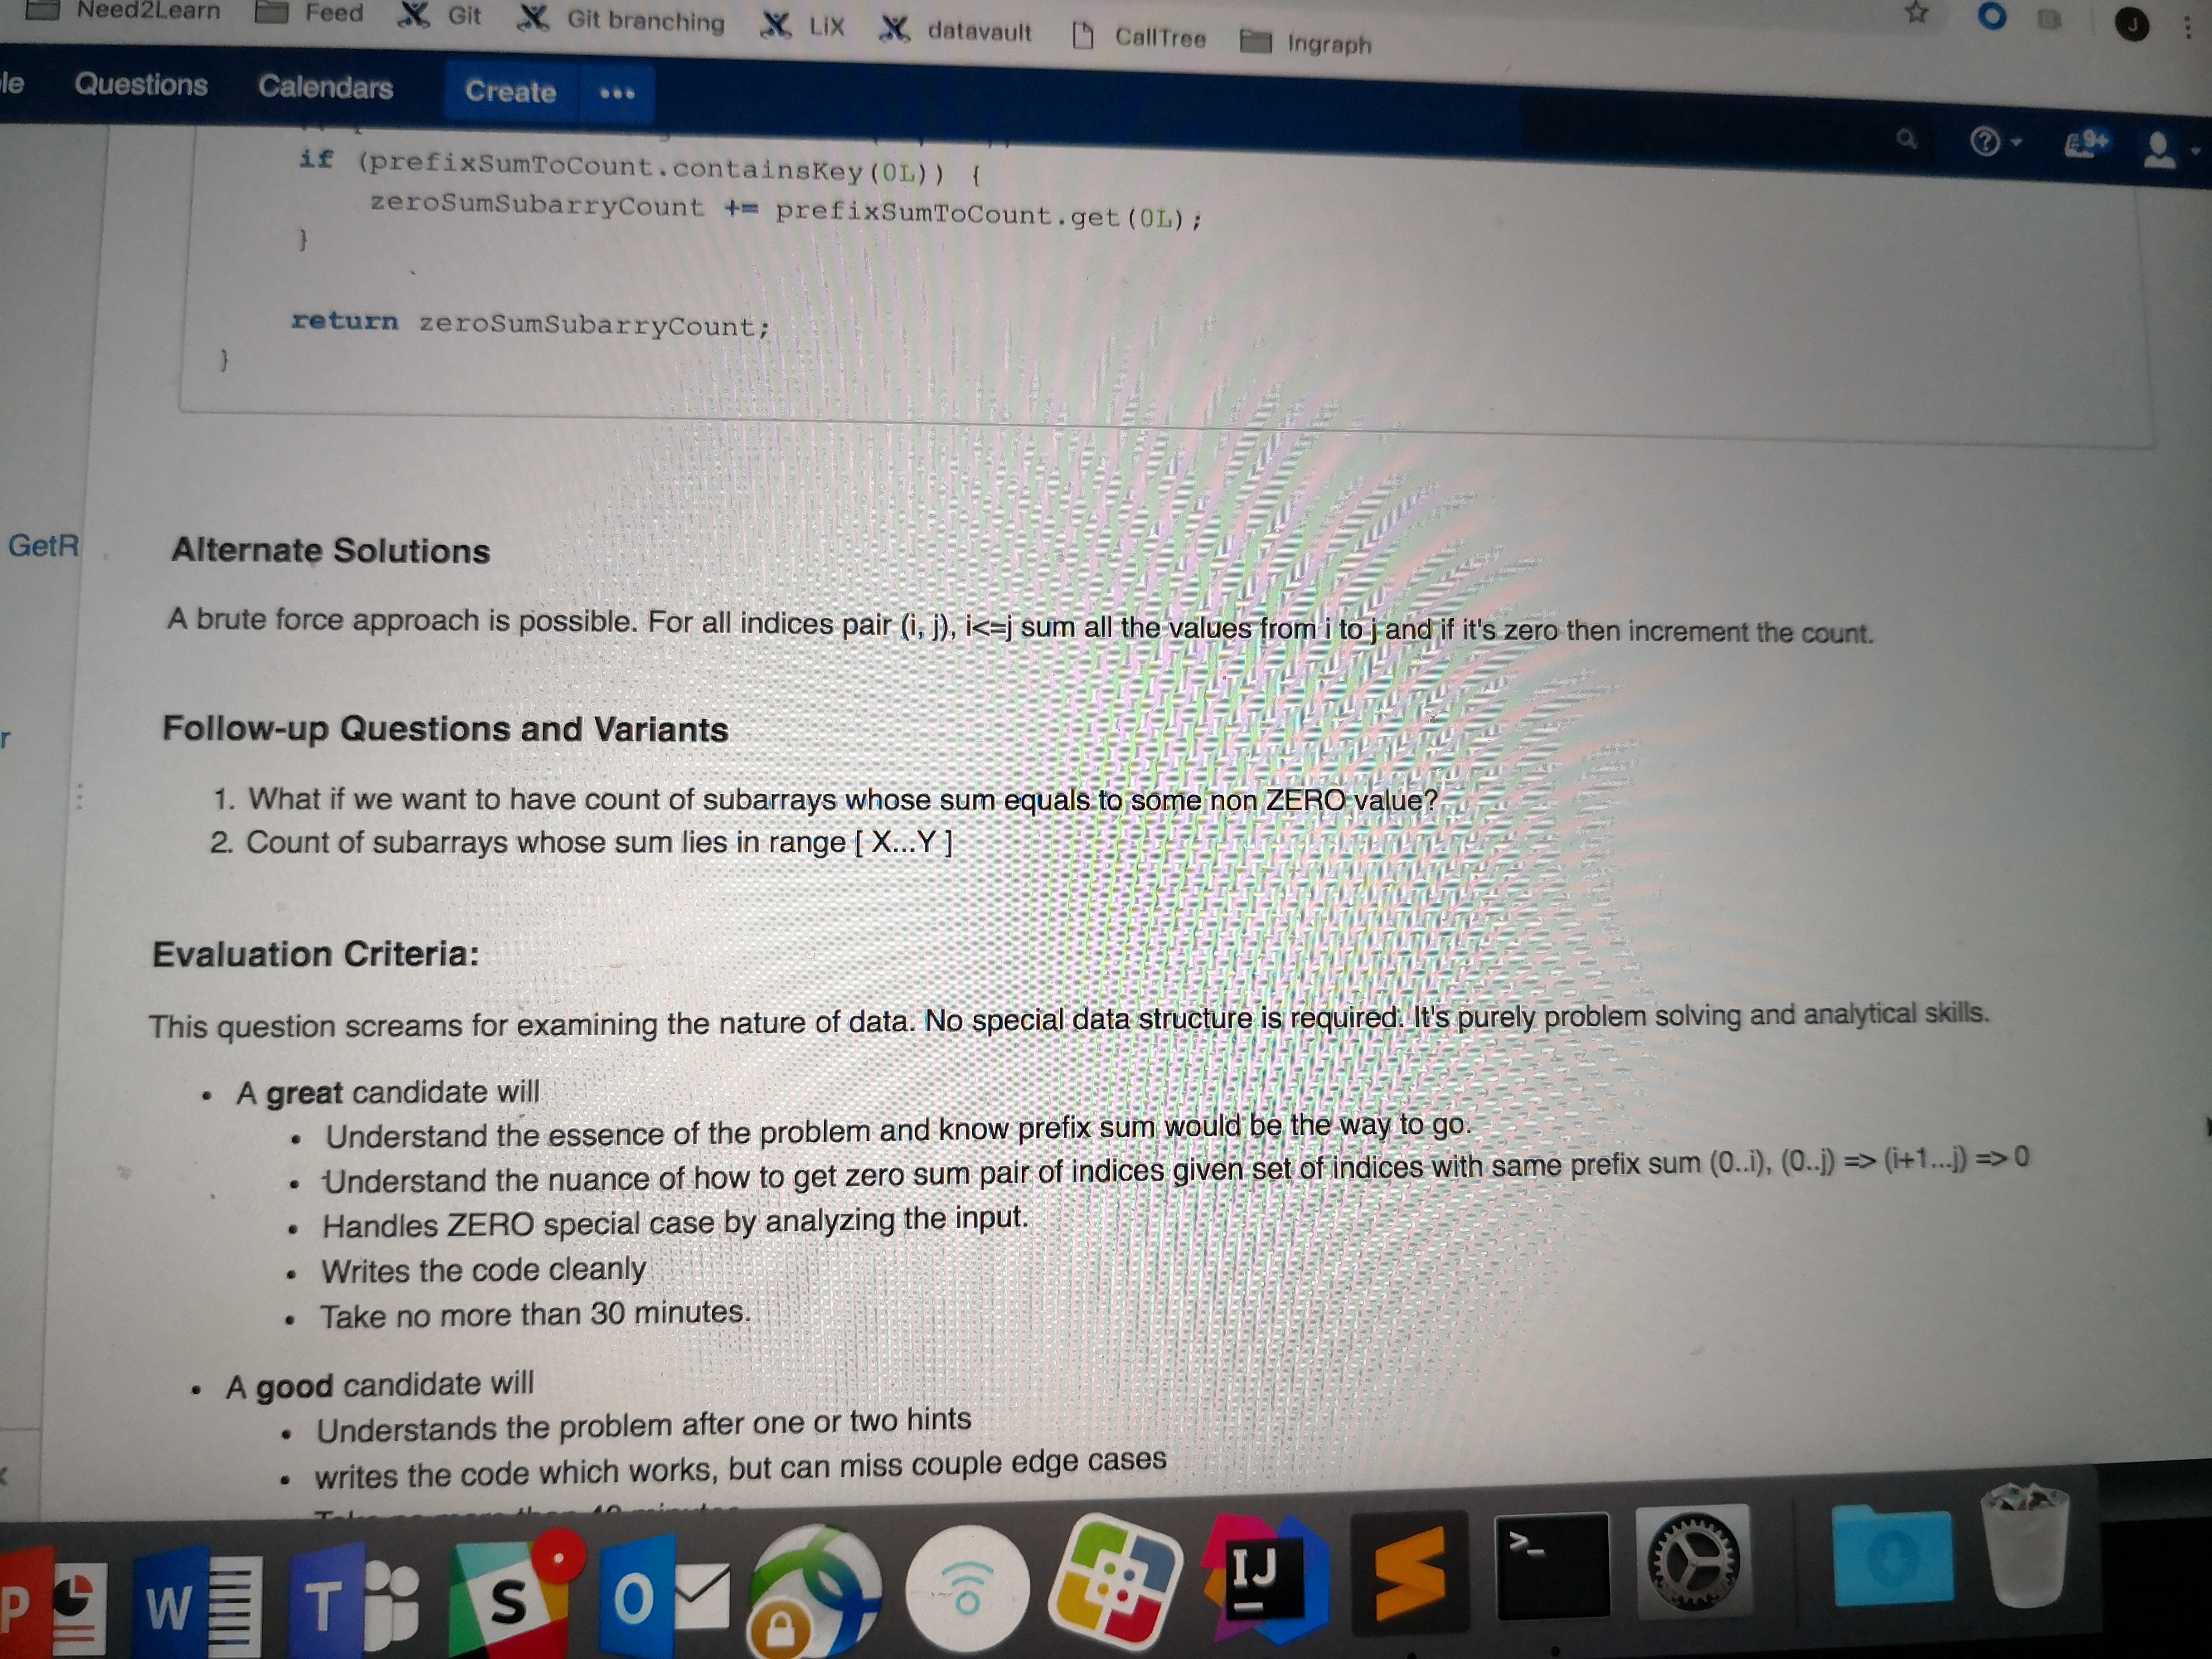 Need2Learn Feed Git Git branching LiX datavault CallTree Ingraph
J
le Questions Calendars Create •••
9+
if (prefixSumToCount.containsKey(0L)) {
zeroSumSubarryCount += prefixSumToCount.get(0L);
}
return zeroSumSubarryCount;
}
GetR
Alternate Solutions
A brute force approach is possible. For all indices pair (i, j), i<=j sum all the values from i to j and if it's zero then increment the count.
r
Follow-up Questions and Variants
1. What if we want to have count of subarrays whose sum equals to some non ZERO value?
2. Count of subarrays whose sum lies in range [ X...Y ]
Evaluation Criteria:
This question screams for examining the nature of data. No special data structure is required. It's purely problem solving and analytical skills.
• A great candidate will
• Understand the essence of the problem and know prefix sum would be the way to go.
• Understand the nuance of how to get zero sum pair of indices given set of indices with same prefix sum (0..i), (0..j) => (i+1...j) => 0
• Handles ZERO special case by analyzing the input.
• Writes the code cleanly
• Take no more than 30 minutes.
• A good candidate will
• Understands the problem after one or two hints
• writes the code which works, but can miss couple edge cases
P W T S O IJ >_